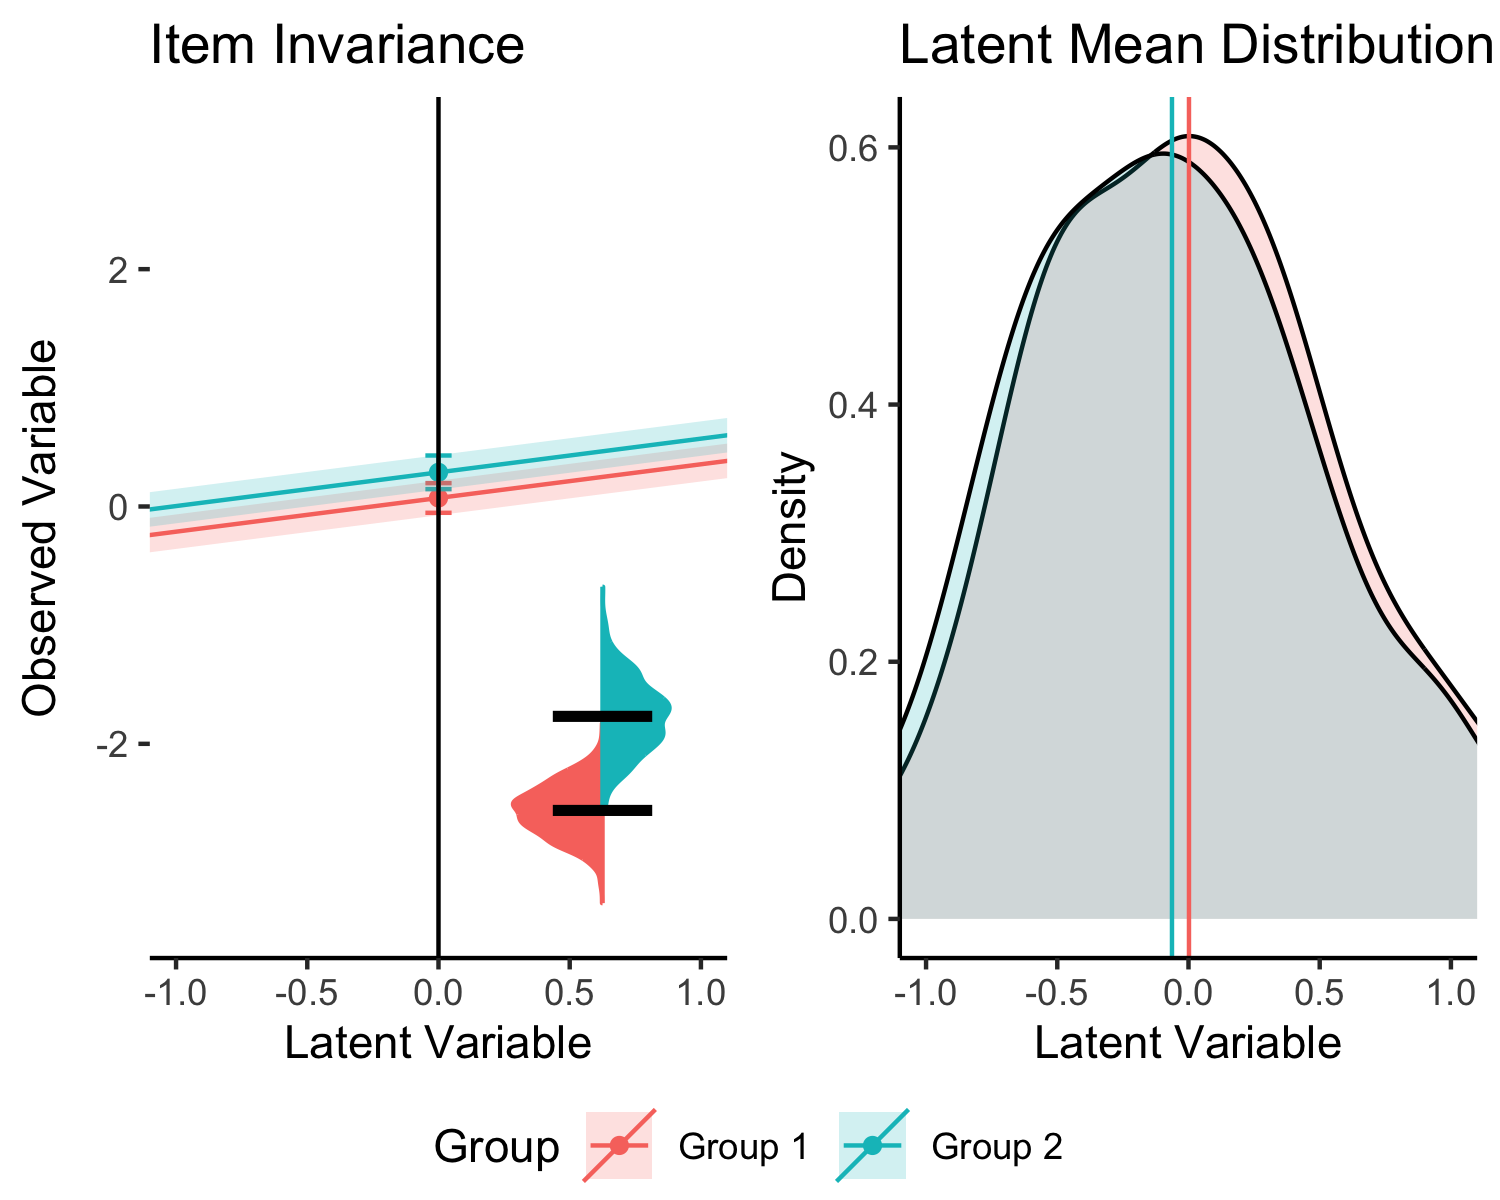 Item Invariance
Latent Mean Distribution
Observed Variable
2
0
-2
-1.0 -0.5 0.0 0.5 1.0
Latent Variable
Density
0.6
0.4
0.2
0.0
-1.0 -0.5 0.0 0.5 1.0
Latent Variable
Group Group 1 Group 2